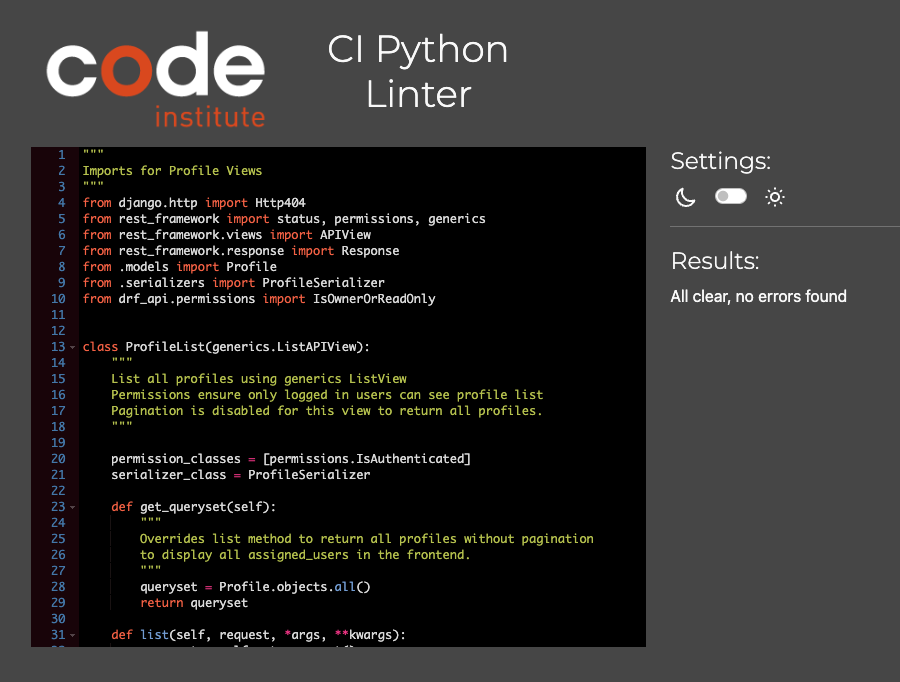 code
institute
CI Python
Linter
1 """
2 Imports for Profile Views
3 """
4 from django.http import Http404
5 from rest_framework import status, permissions, generics
6 from rest_framework.views import APIView
7 from rest_framework.response import Response
8 from .models import Profile
9 from .serializers import ProfileSerializer
10 from drf_api.permissions import IsOwnerOrReadOnly
11
12
13 class ProfileList(generics.ListAPIView):
14     """
15     List all profiles using generics ListView
16     Permissions ensure only logged in users can see profile list
17     Pagination is disabled for this view to return all profiles.
18     """
19
20     permission_classes = [permissions.IsAuthenticated]
21     serializer_class = ProfileSerializer
22
23     def get_queryset(self):
24         """
25         Overrides list method to return all profiles without pagination
26         to display all assigned_users in the frontend.
27         """
28         queryset = Profile.objects.all()
29         return queryset
30
31     def list(self, request, *args, **kwargs):
Settings:
Results:
All clear, no errors found